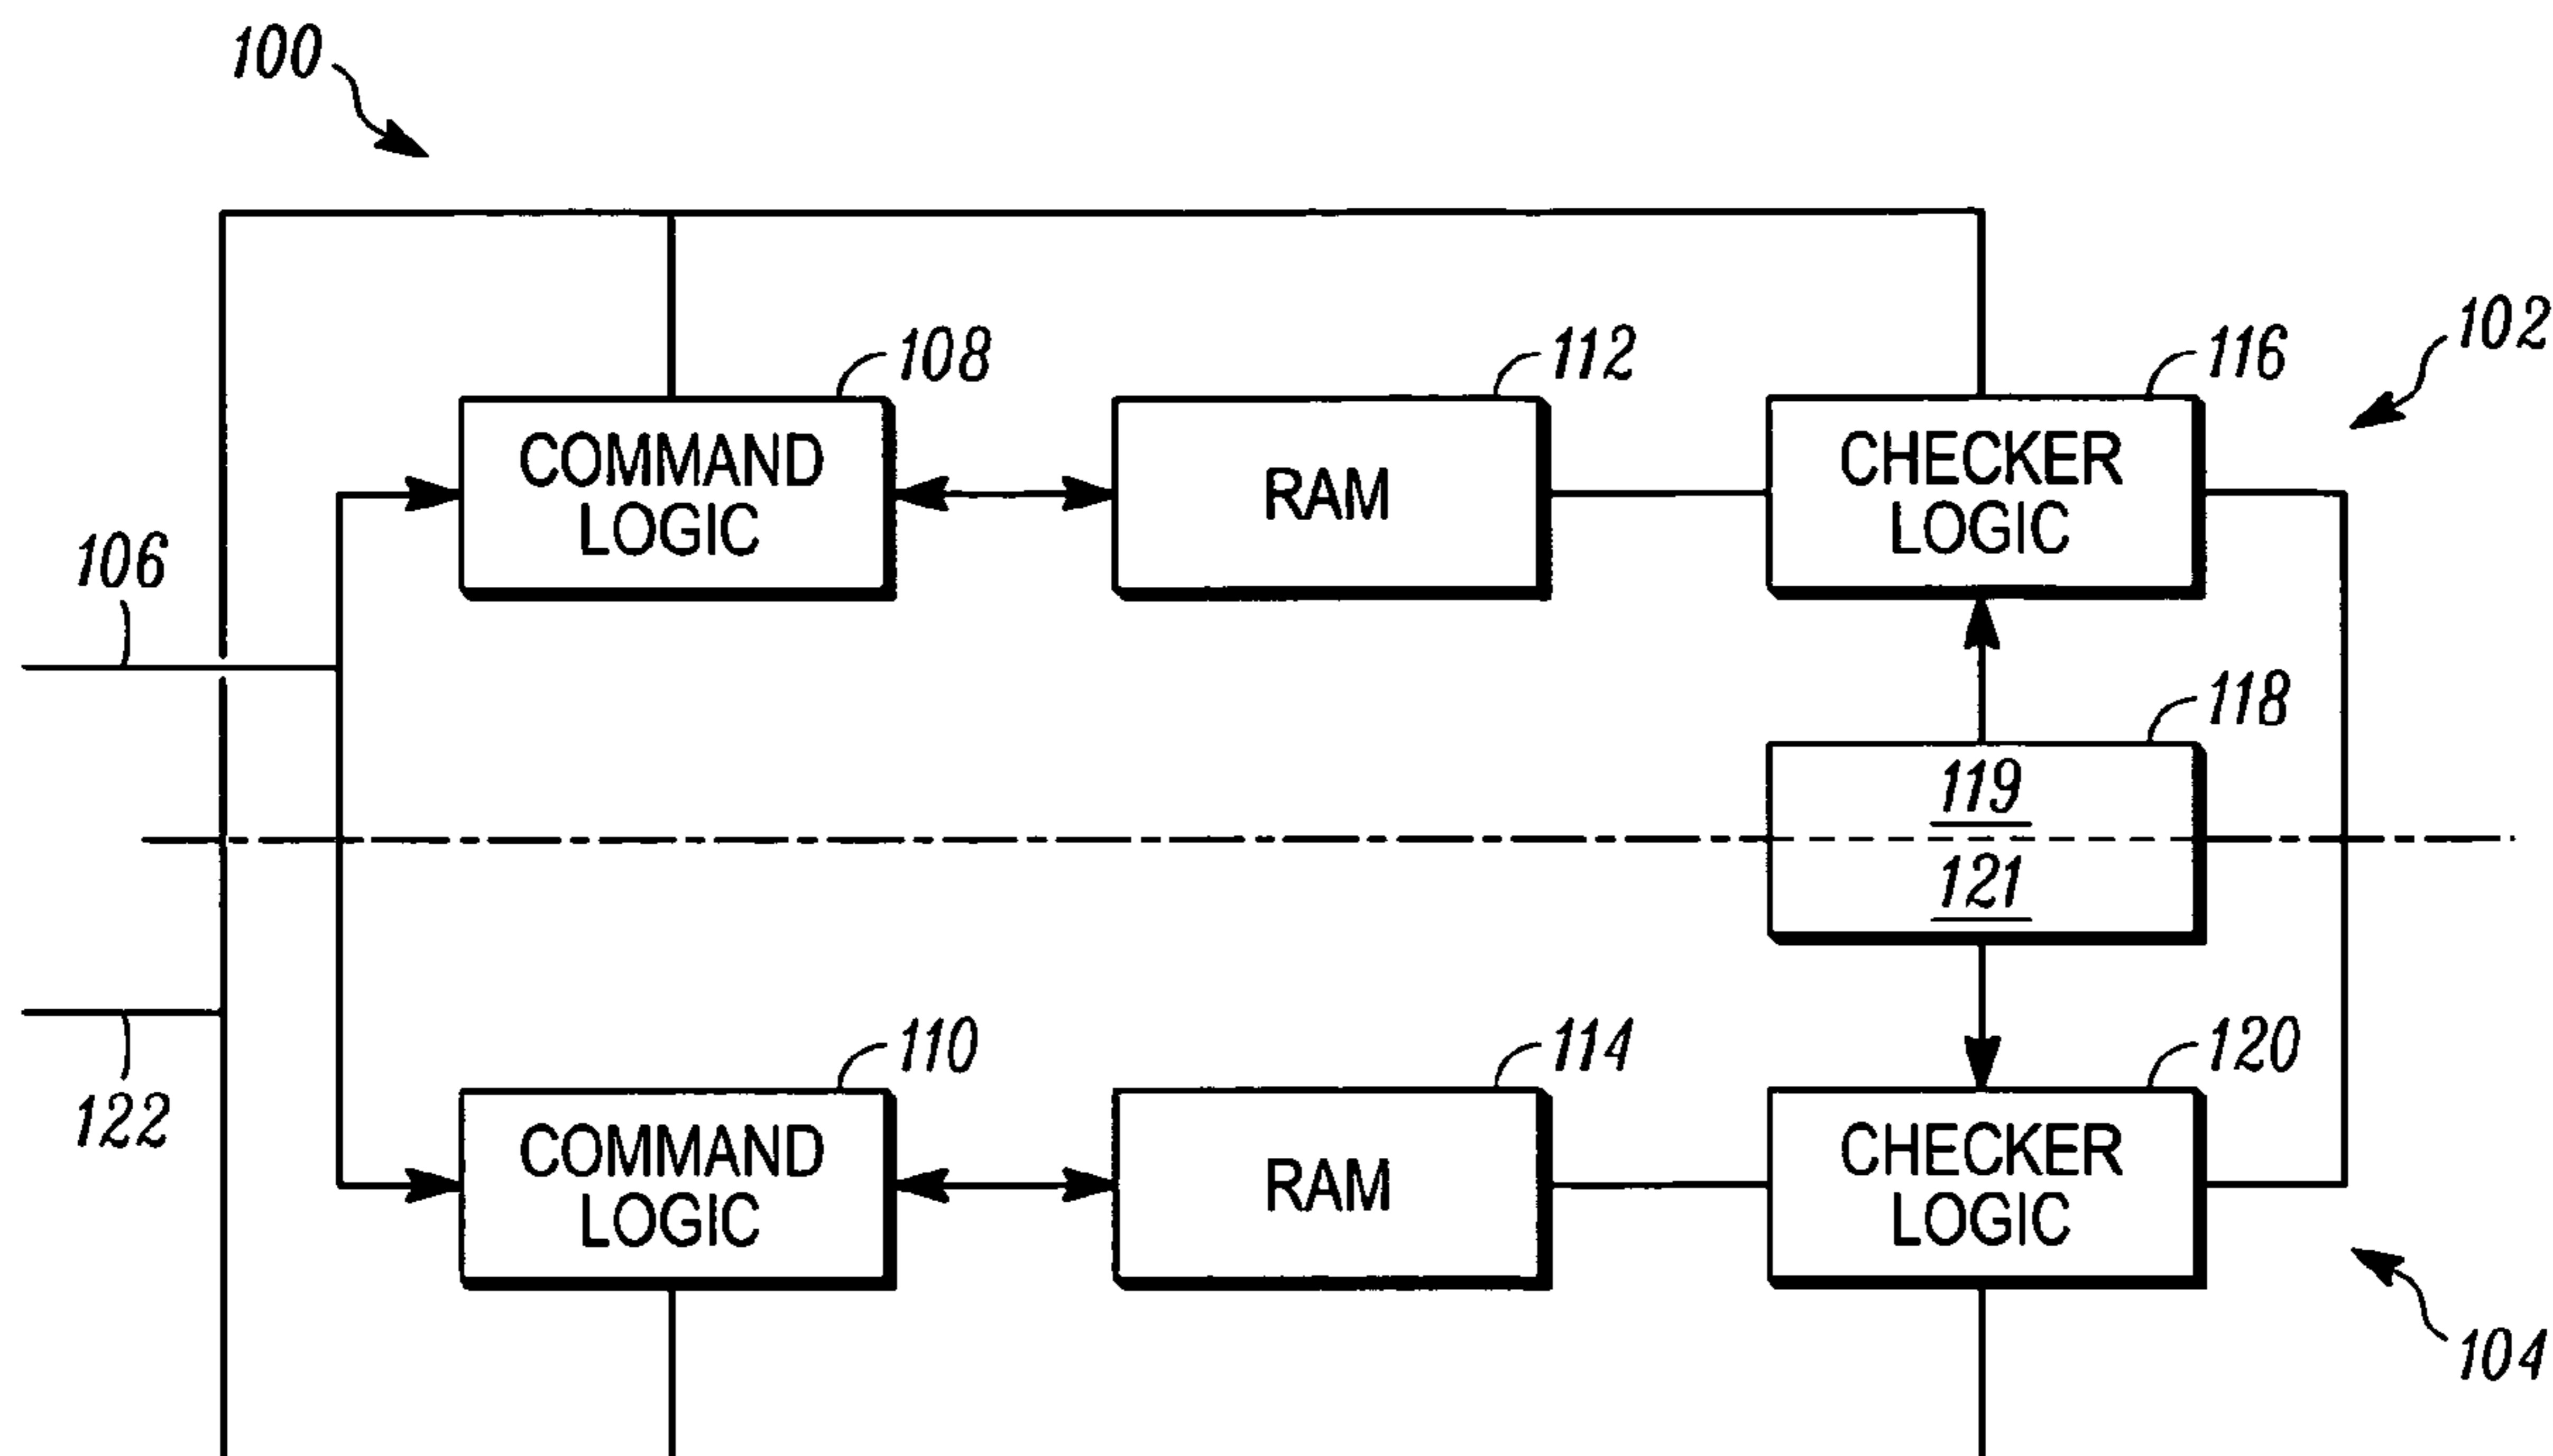 100
102
108
112
116
COMMAND
LOGIC
RAM
CHECKER
LOGIC
106
118
119
121
122
110
114
120
COMMAND
LOGIC
RAM
CHECKER
LOGIC
104